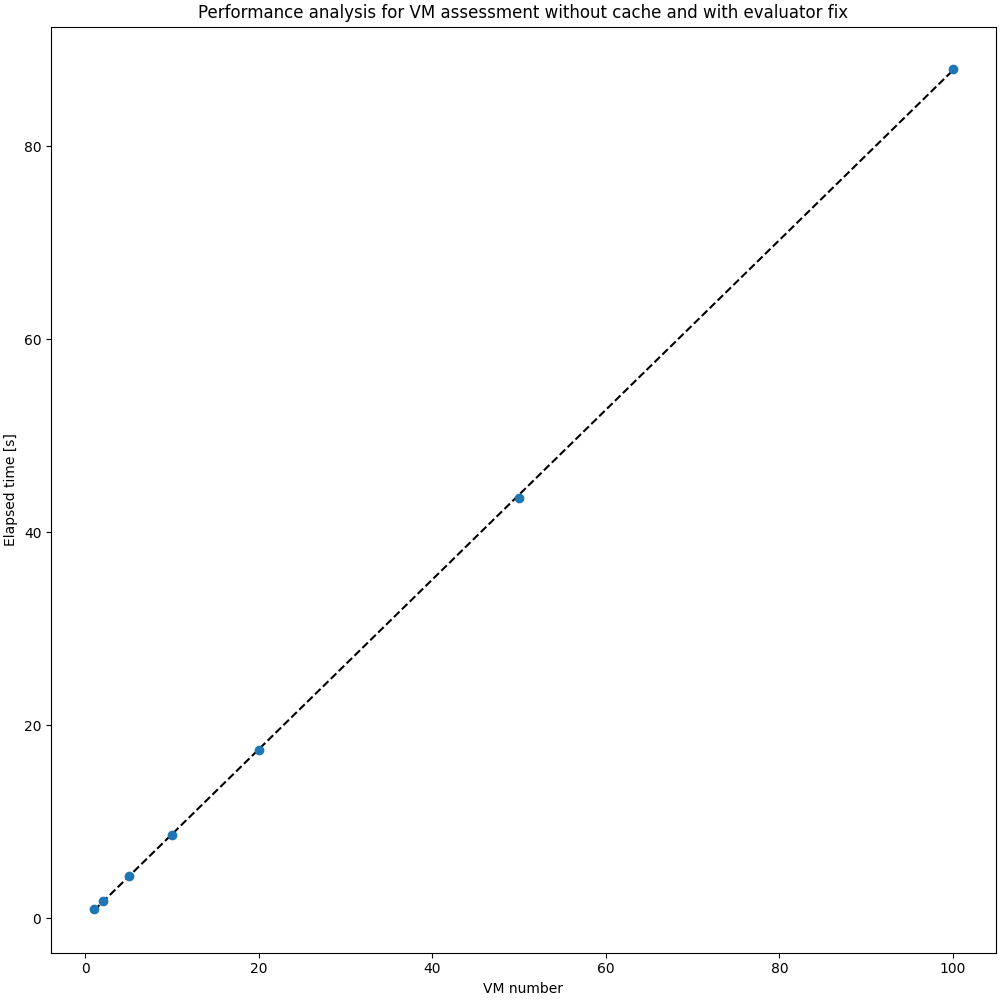 Performance analysis for VM assessment without cache and with evaluator fix
80
60
40
20
0
Elapsed time [s]
0 20 40 60 80 100
VM number